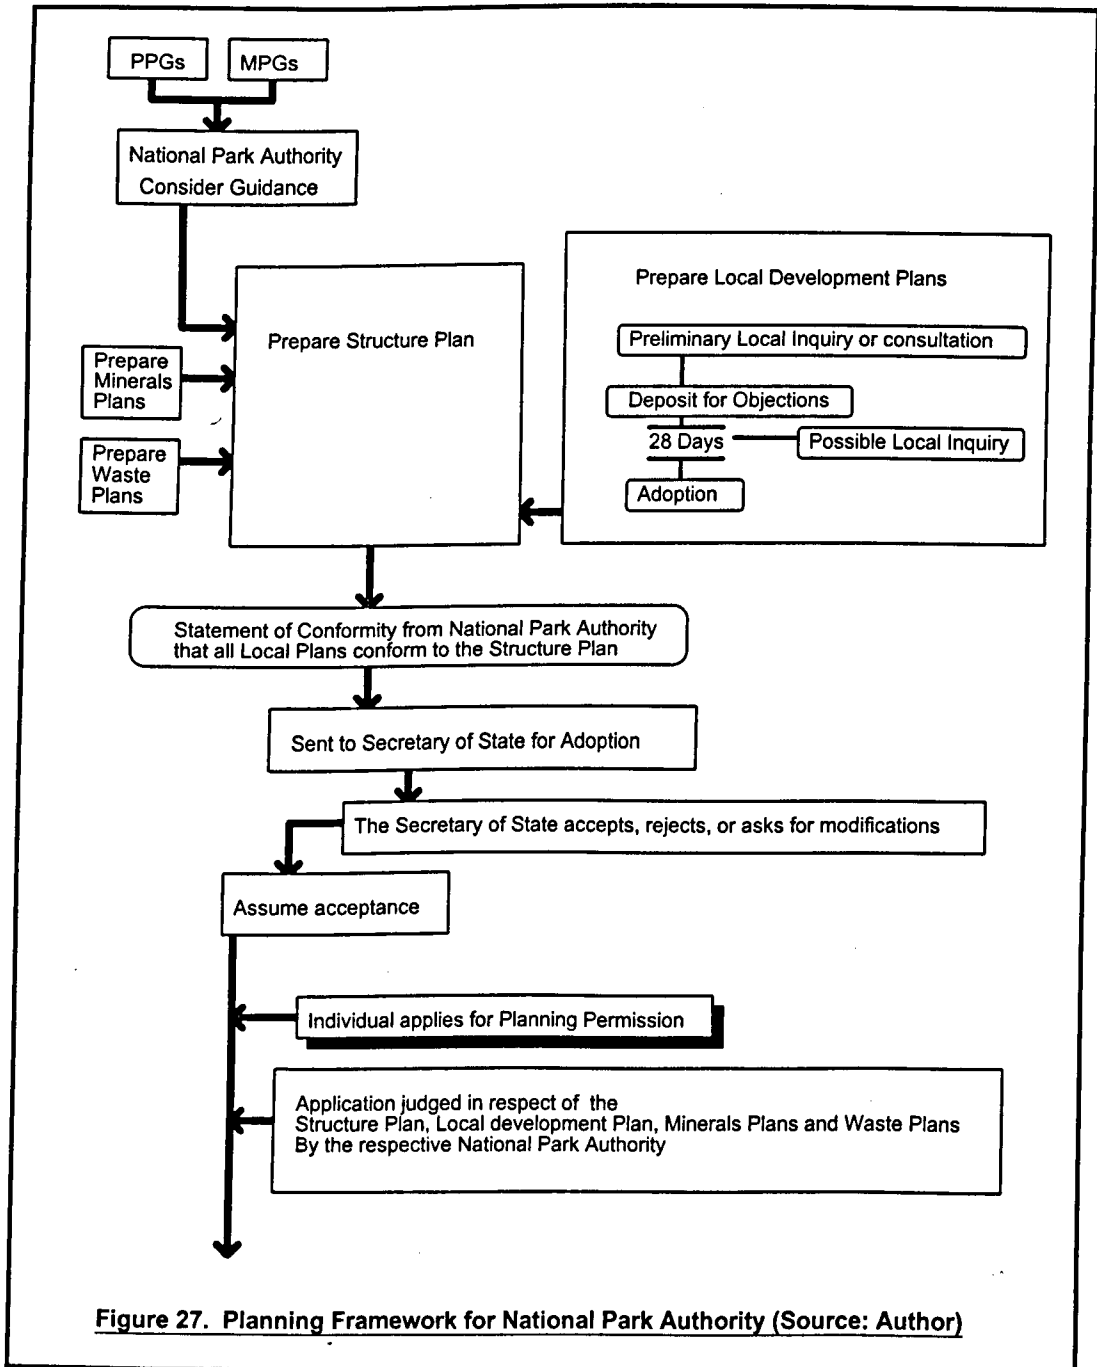 PPGs
MPGs
National Park Authority
Consider Guidance
Prepare Structure Plan
Prepare
Minerals
Plans
Prepare
Waste
Plans
Prepare Local Development Plans
Preliminary Local Inquiry or consultation
Deposit for Objections
28 Days
Possible Local Inquiry
Adoption
Statement of Conformity from National Park Authority
that all Local Plans conform to the Structure Plan
Sent to Secretary of State for Adoption
The Secretary of State accepts, rejects, or asks for modifications
Assume acceptance
Individual applies for Planning Permission
Application judged in respect of the
Structure Plan, Local development Plan, Minerals Plans and Waste Plans
By the respective National Park Authority
Figure 27. Planning Framework for National Park Authority (Source: Author)